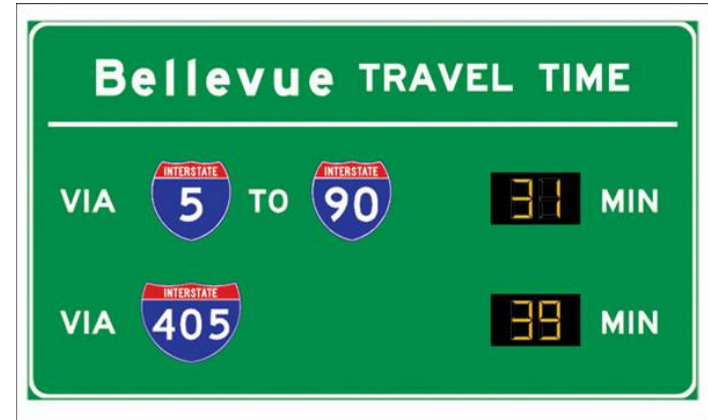 Bellevue TRAVEL TIME
VIA INTERSTATE 5 TO INTERSTATE 90 31 MIN
VIA INTERSTATE 405 39 MIN